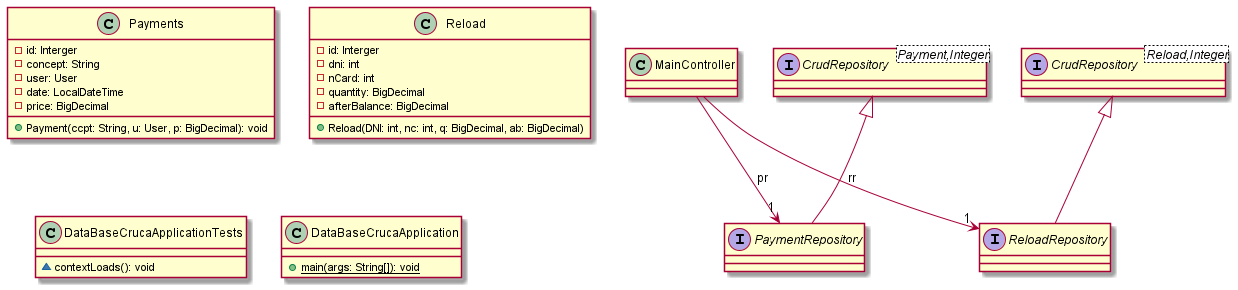 C Payments
id: Interger
concept: String
user: User
date: LocalDateTime
price: BigDecimal
Payment(ccpt: String, u: User, p: BigDecimal): void
C Reload
id: Interger
dni: int
nCard: int
quantity: BigDecimal
afterBalance: BigDecimal
Reload(DNI: int, nc: int, q: BigDecimal, ab: BigDecimal)
C MainController
I CrudRepository
Payment,Integer
I CrudRepository
Reload,Integer
pr
rr
1
1
C DataBaseCrucaApplicationTests
contextLoads(): void
C DataBaseCrucaApplication
main(args: String[]): void
I PaymentRepository
I ReloadRepository